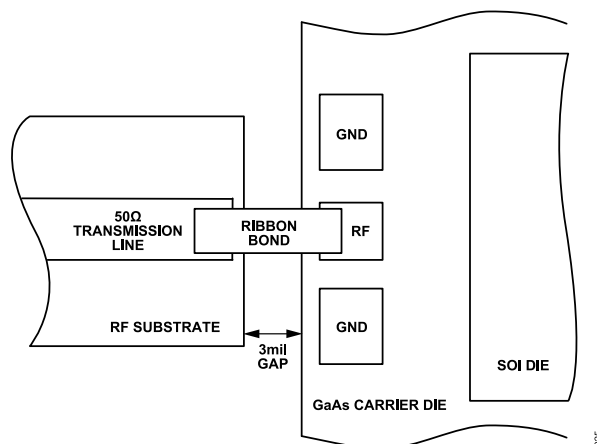 GND
50Ω
TRANSMISSION
LINE
RIBBON
BOND
RF
RF SUBSTRATE
3mil
GAP
GND
SOI DIE
GaAs CARRIER DIE